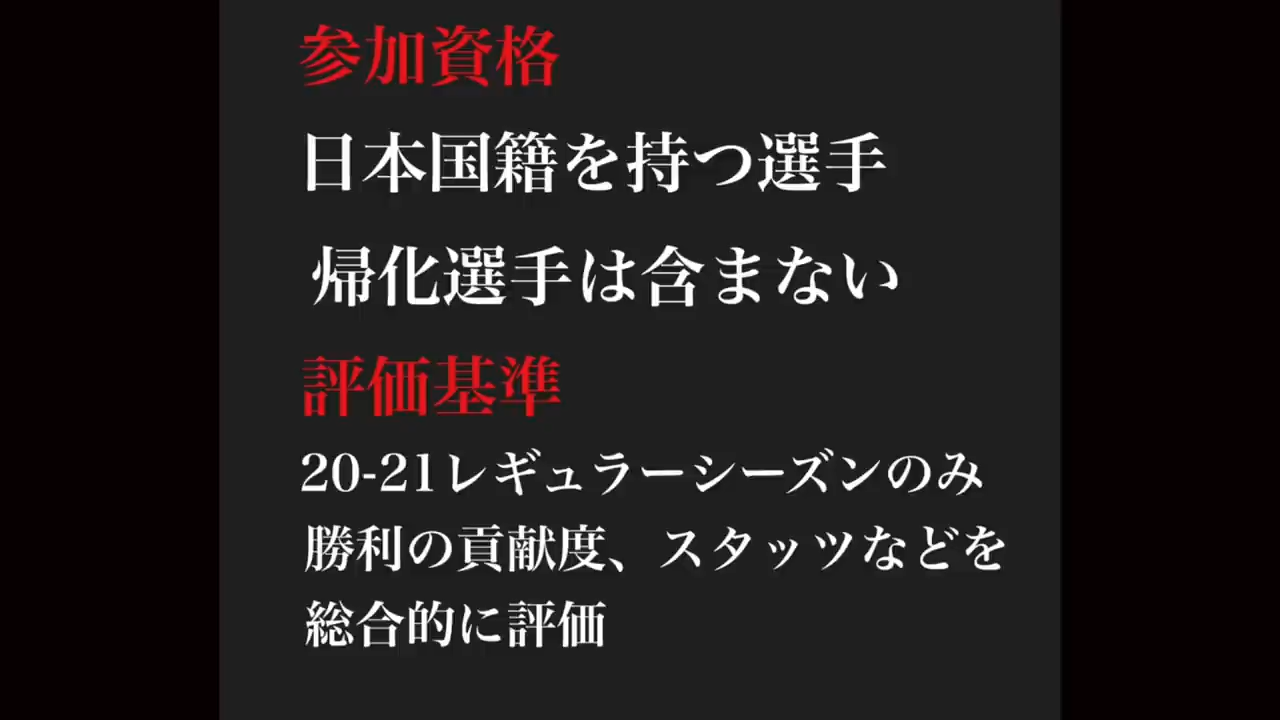 参加資格
日本国籍を持つ選手
帰化選手は含まない
評価基準
20-21レギュラーシーズンのみ
勝利の貢献度、スタッツなどを
総合的に評価